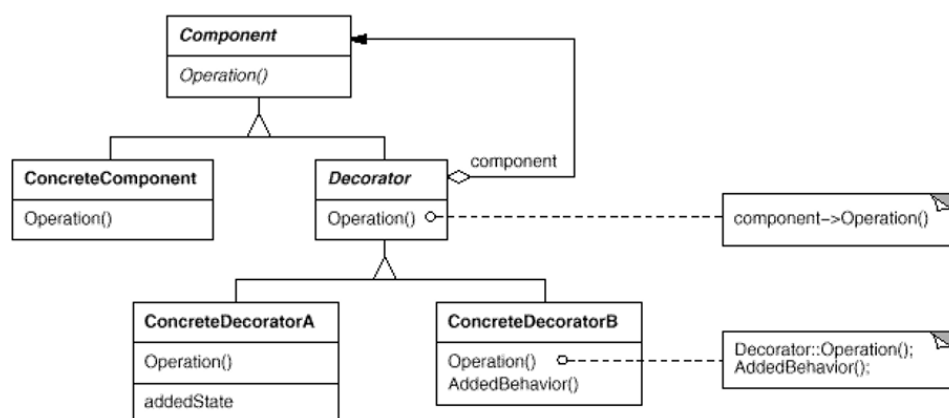 Component
Operation()
component
ConcreteComponent
Operation()
Decorator
Operation()
component–>Operation()
ConcreteDecoratorA
Operation()
addedState
ConcreteDecoratorB
Operation()
AddedBehavior()
Decorator::Operation();
AddedBehavior();